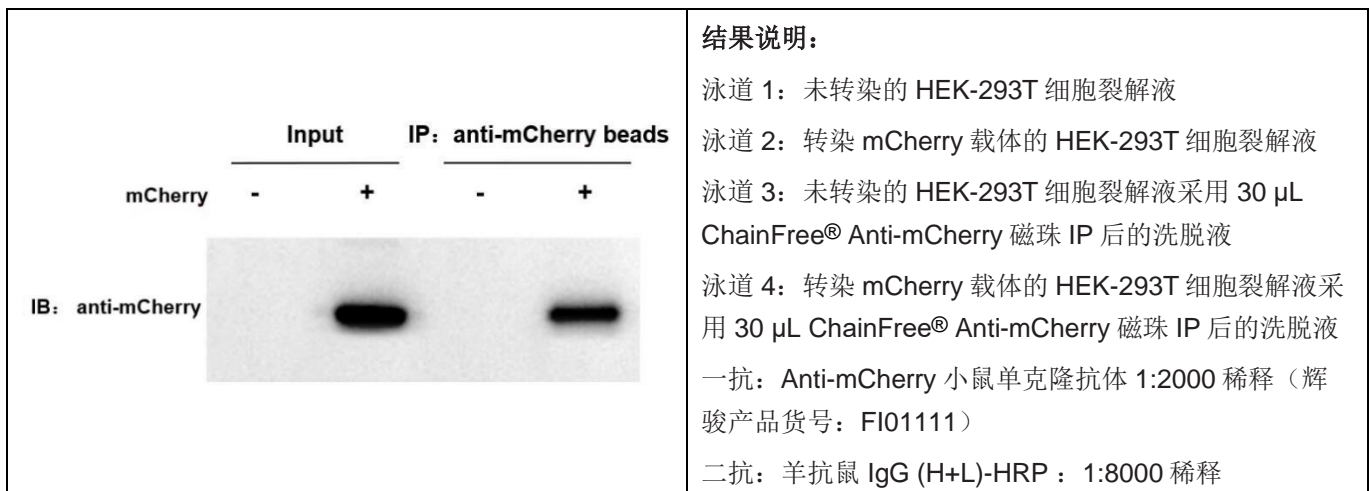 Input IP：anti-mCherry beads
mCherry - + - +
IB： anti-mCherry
结果说明：
泳道 1：未转染的 HEK-293T 细胞裂解液
泳道 2：转染 mCherry 载体的 HEK-293T 细胞裂解液
泳道 3：未转染的 HEK-293T 细胞裂解液采用 30 µL
ChainFree® Anti-mCherry 磁珠 IP 后的洗脱液
泳道 4：转染 mCherry 载体的 HEK-293T 细胞裂解液采
用 30 µL ChainFree® Anti-mCherry 磁珠 IP 后的洗脱液
一抗：Anti-mCherry 小鼠单克隆抗体 1:2000 稀释（辉
骏产品货号：FI01111）
二抗：羊抗鼠 IgG (H+L)-HRP ：1:8000 稀释